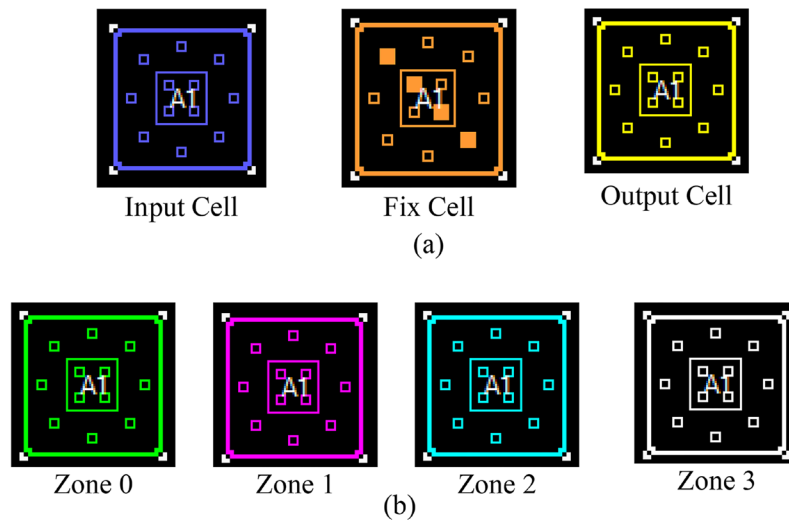 A1 A1 A1
Input Cell Fix Cell Output Cell
(a)
A1 A1 A1 A1
Zone 0 Zone 1 Zone 2 Zone 3
(b)